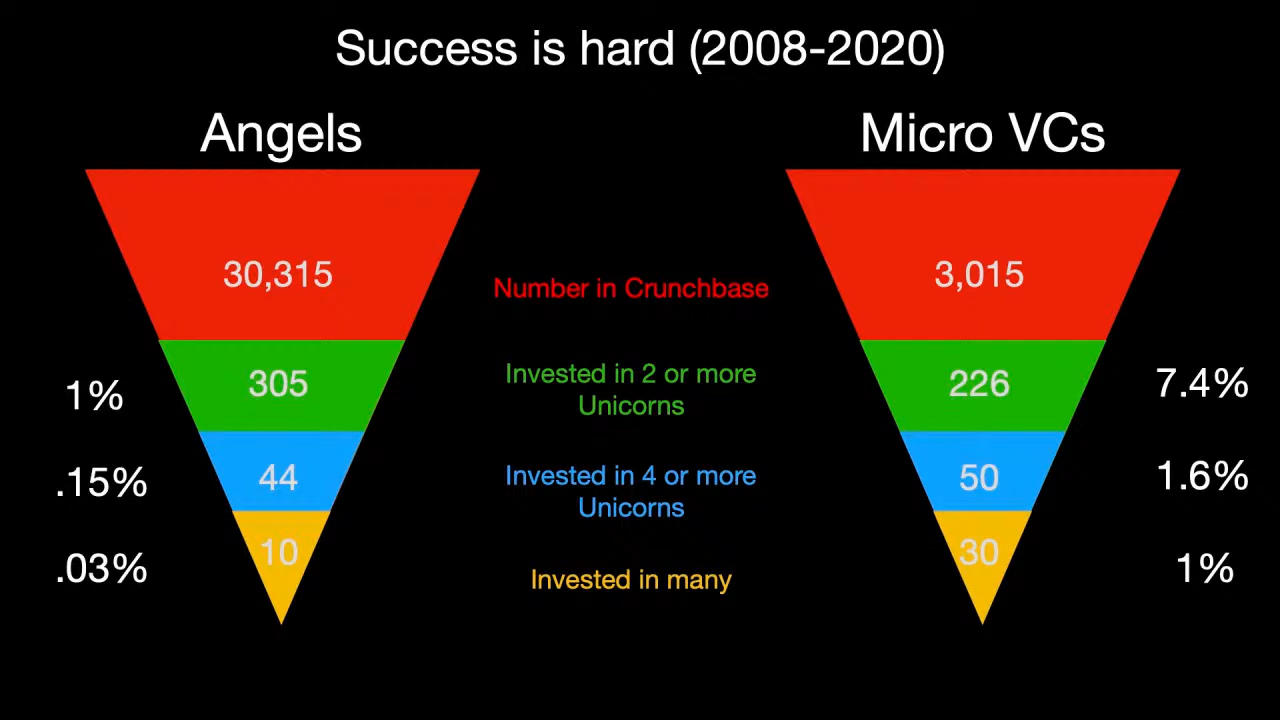 Success is hard (2008-2020)
Angels
Micro VCs
30,315
Number in Crunchbase
3,015
1%
305
Invested in 2 or more
Unicorns
226
7.4%
.15%
44
Invested in 4 or more
Unicorns
50
1.6%
.03%
10
Invested in many
30
1%